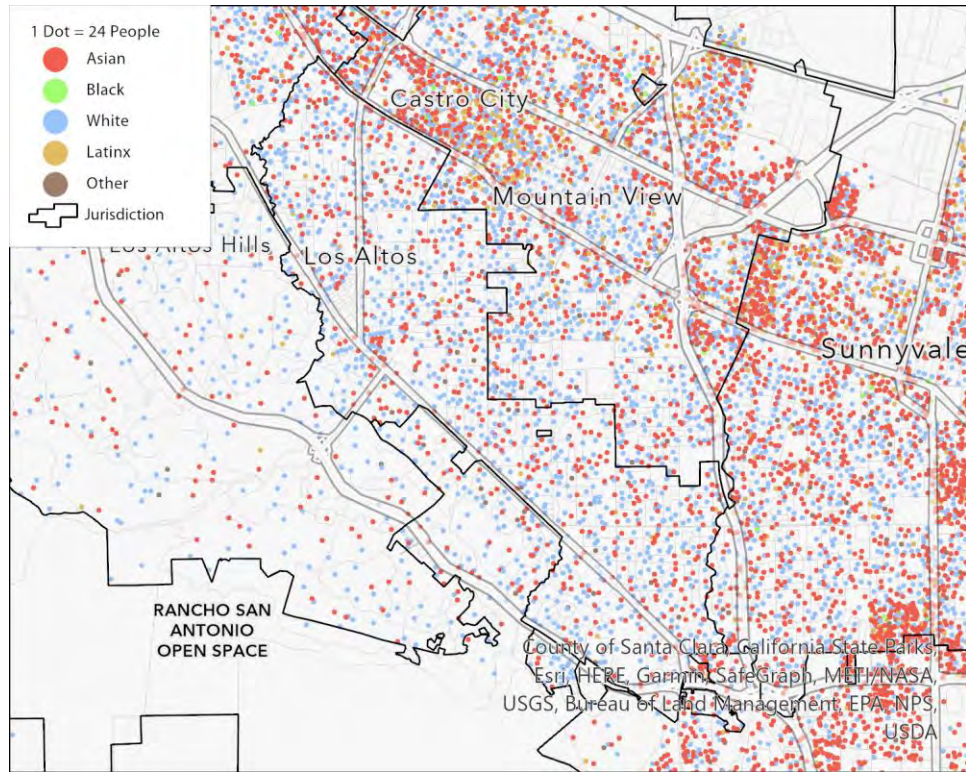 1 Dot = 24 People
Asian
Black
White
Latinx
Other
Jurisdiction
Castro City
Mountain View
Los Altos Hills
Los Altos
Sunnyvale
RANCHO SAN
ANTONIO
OPEN SPACE
County of Santa Clara, California State Parks,
Esri, HERE, Garmin, SafeGraph, METI/NASA,
USGS, Bureau of Land Management, EPA, NPS,
USDA